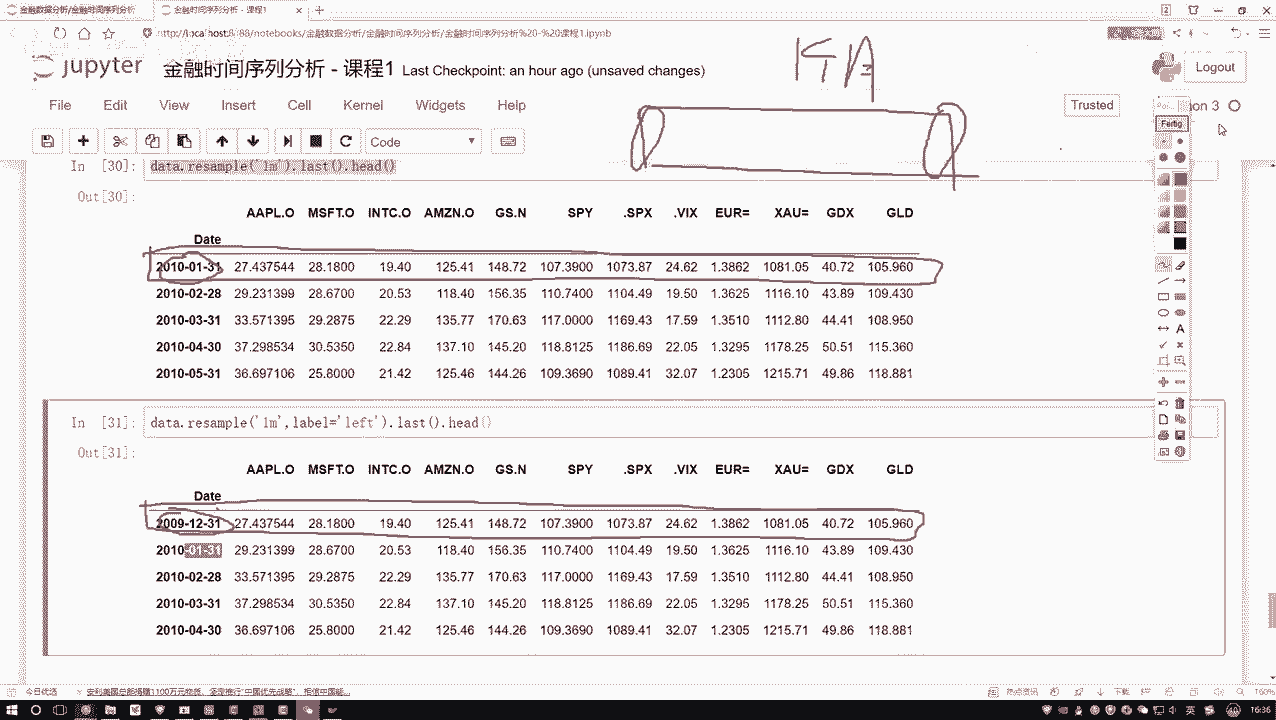 金融数据分析/金融时间序列分析
金融时间序列分析 - 课程1
http://localhost:8888/notebooks/金融数据分析/金融时间序列分析/金融时间序列分析%20-%20课程1.ipynb
jupyter 金融时间序列分析 - 课程1 Last Checkpoint: an hour ago (unsaved changes)
Logout
File Edit View Insert Cell Kernel Widgets Help
Trusted
on 3
Fertig
Code
In [30]: data.resample('1m').last().head()
Out[30]:
AAPL.O MSFT.O INTC.O AMZN.O GS.N SPY .SPX .VIX EUR= XAU= GDX GLD
Date
2010-01-31 27.437544 28.1800 19.40 125.41 148.72 107.3900 1073.87 24.62 1.3862 1081.05 40.72 105.960
2010-02-28 29.231399 28.6700 20.53 118.40 156.35 110.7400 1104.49 19.50 1.3625 1116.10 43.89 109.430
2010-03-31 33.571395 29.2875 22.29 135.77 170.63 117.0000 1169.43 17.59 1.3510 1112.80 44.41 108.950
2010-04-30 37.298534 30.5350 22.84 137.10 145.20 118.8125 1186.69 22.05 1.3295 1178.25 50.51 115.360
2010-05-31 36.697106 25.8000 21.42 125.46 144.26 109.3690 1089.41 32.07 1.2305 1215.71 49.86 118.881
In [31]: data.resample('1m',label='left').last().head()
Out[31]:
AAPL.O MSFT.O INTC.O AMZN.O GS.N SPY .SPX .VIX EUR= XAU= GDX GLD
Date
2009-12-31 27.437544 28.1800 19.40 125.41 148.72 107.3900 1073.87 24.62 1.3862 1081.05 40.72 105.960
2010-01-31 29.231399 28.6700 20.53 118.40 156.35 110.7400 1104.49 19.50 1.3625 1116.10 43.89 109.430
2010-02-28 33.571395 29.2875 22.29 135.77 170.63 117.0000 1169.43 17.59 1.3510 1112.80 44.41 108.950
2010-03-31 37.298534 30.5350 22.84 137.10 145.20 118.8125 1186.69 22.05 1.3295 1178.25 50.51 115.360
2010-04-30 36.697106 25.8000 21.42 125.46 144.26 109.3690 1089.41 32.07 1.2305 1215.71 49.86 118.881
今日优选
热点资讯
下载
160%
英
16:36